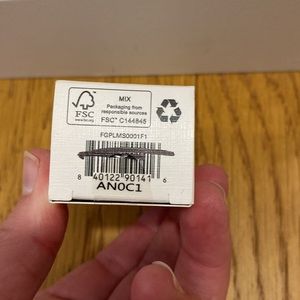 MIX
Packaging from
responsible sources
FSC
www.fsc.org
FSC® C144845
FGPLMS0001F1
8 40122 90141 6
AN0C1